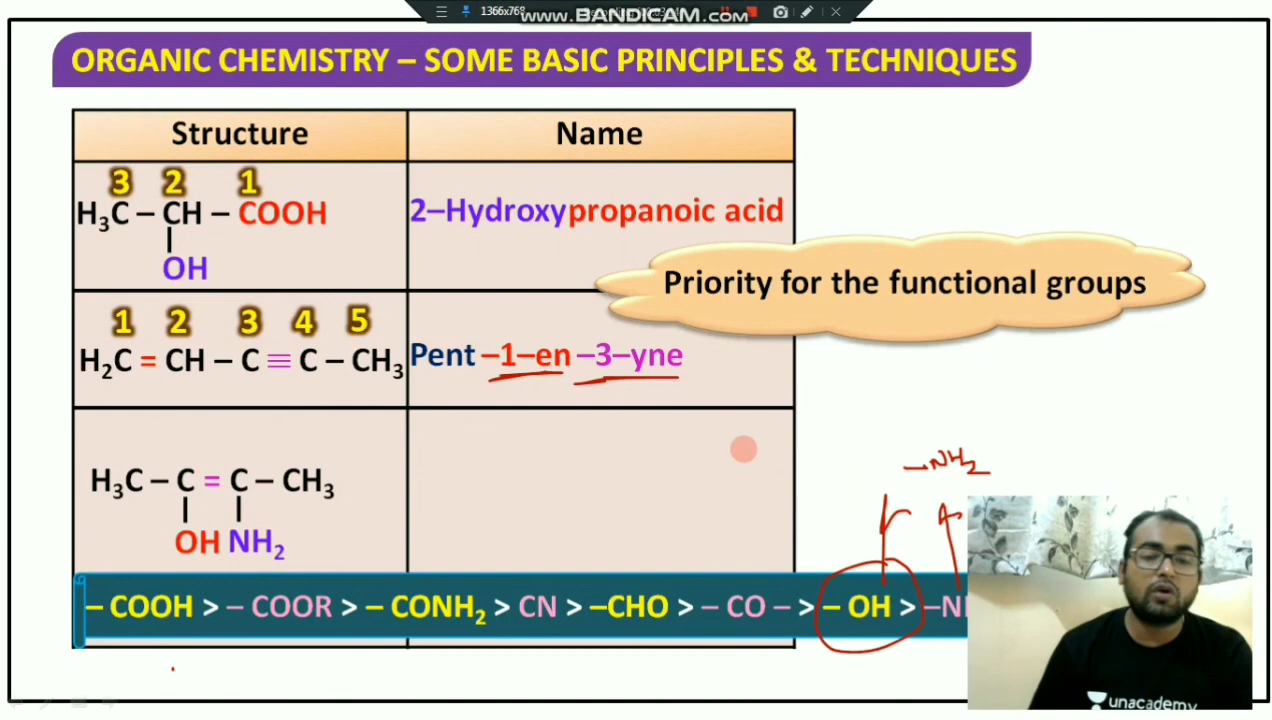 1366x768
www.BANDICAM.com
ORGANIC CHEMISTRY – SOME BASIC PRINCIPLES & TECHNIQUES
Structure
Name
3 2 1
H₃C – CH – COOH
OH
2–Hydroxypropanoic acid
Priority for the functional groups
1 2 3 4 5
H₂C = CH – C ≡ C – CH₃
Pent –1–en –3–yne
H₃C – C = C – CH₃
OH NH₂
–NH₂
– COOH > – COOR > – CONH₂ > CN > –CHO > – CO – > – OH > –N
unacademy